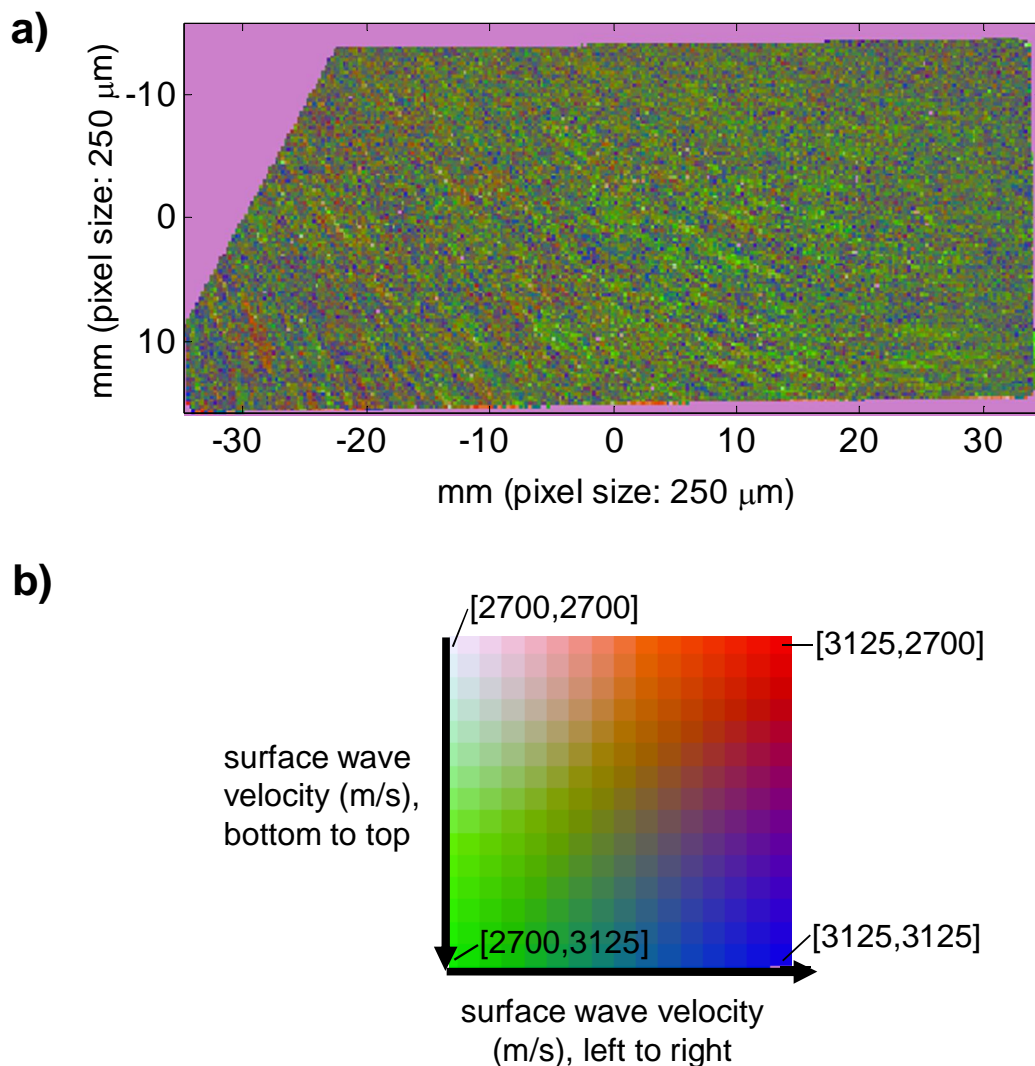 a)
mm (pixel size: 250 μm)
-10
0
10
-30 -20 -10 0 10 20 30
mm (pixel size: 250 μm)
b)
[2700,2700]
[3125,2700]
surface wave
velocity (m/s),
bottom to top
[2700,3125]
[3125,3125]
surface wave velocity
(m/s), left to right